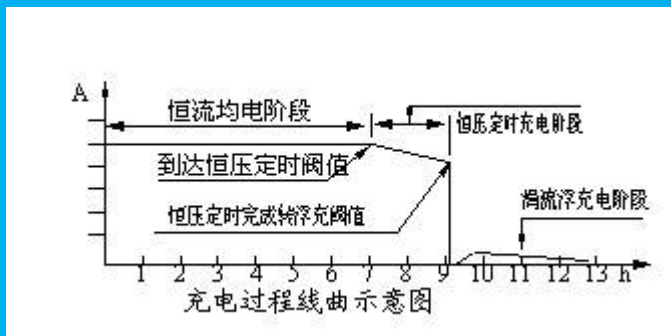 A
恒流均电阶段
恒压定时充电阶段
到达恒压定时阀值
恒压定时完成转浮充阀值
涓流浮充电阶段
1 2 3 4 5 6 7 8 9 10 11 12 13 h
充电过程线曲示意图